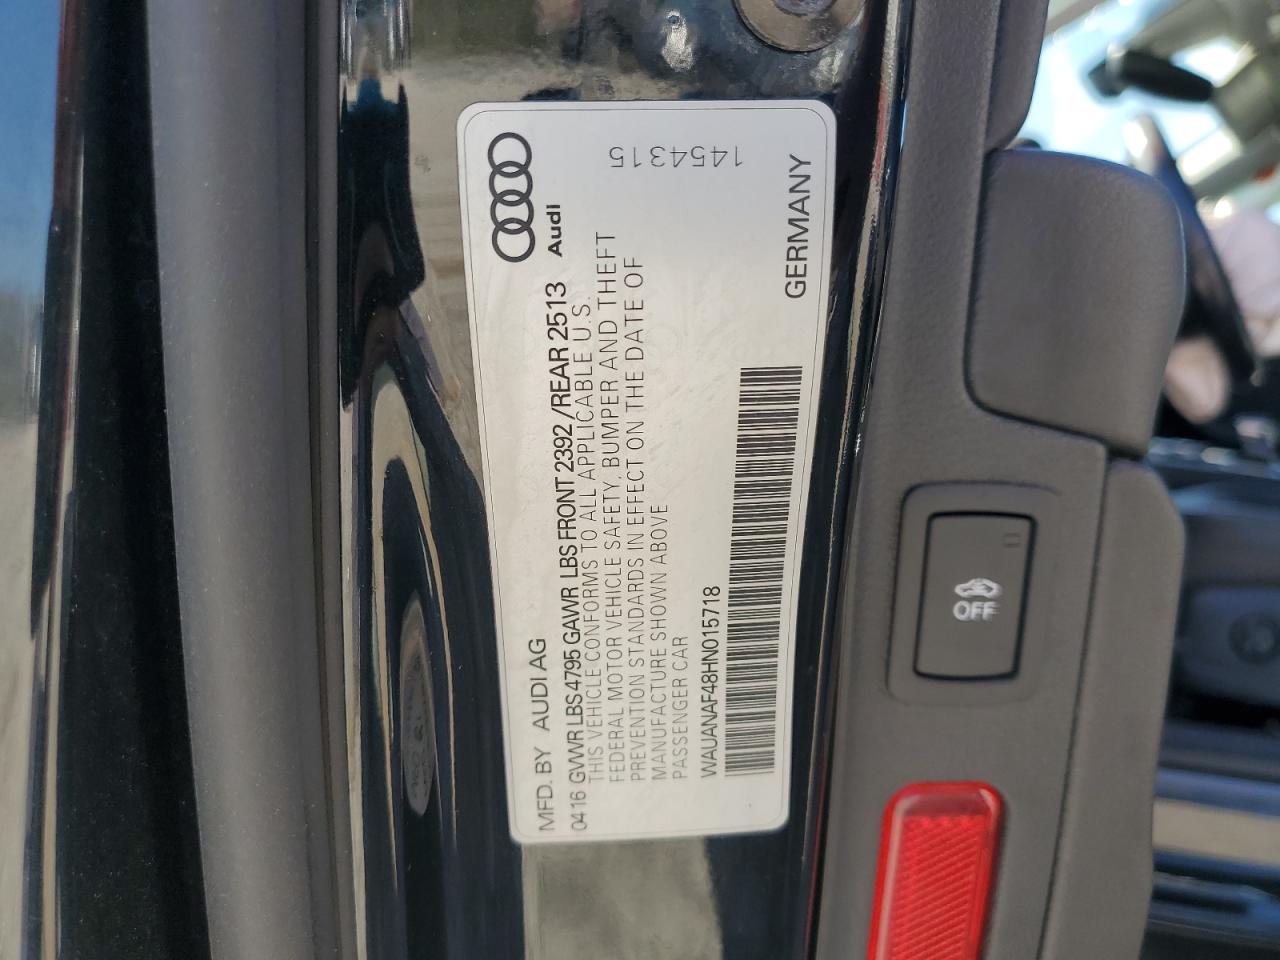 MFD. BY AUDI AG
Audi
04 16 GVWR LBS 4795 GAWR LBS FRONT 2392 /REAR 2513
THIS VEHICLE CONFORMS TO ALL APPLICABLE U.S.
FEDERAL MOTOR VEHICLE SAFETY, BUMPER AND THEFT
PREVENTION STANDARDS IN EFFECT ON THE DATE OF
MANUFACTURE SHOWN ABOVE
PASSENGER CAR
WAUANAF48HN015718
GERMANY
1454315
OFF